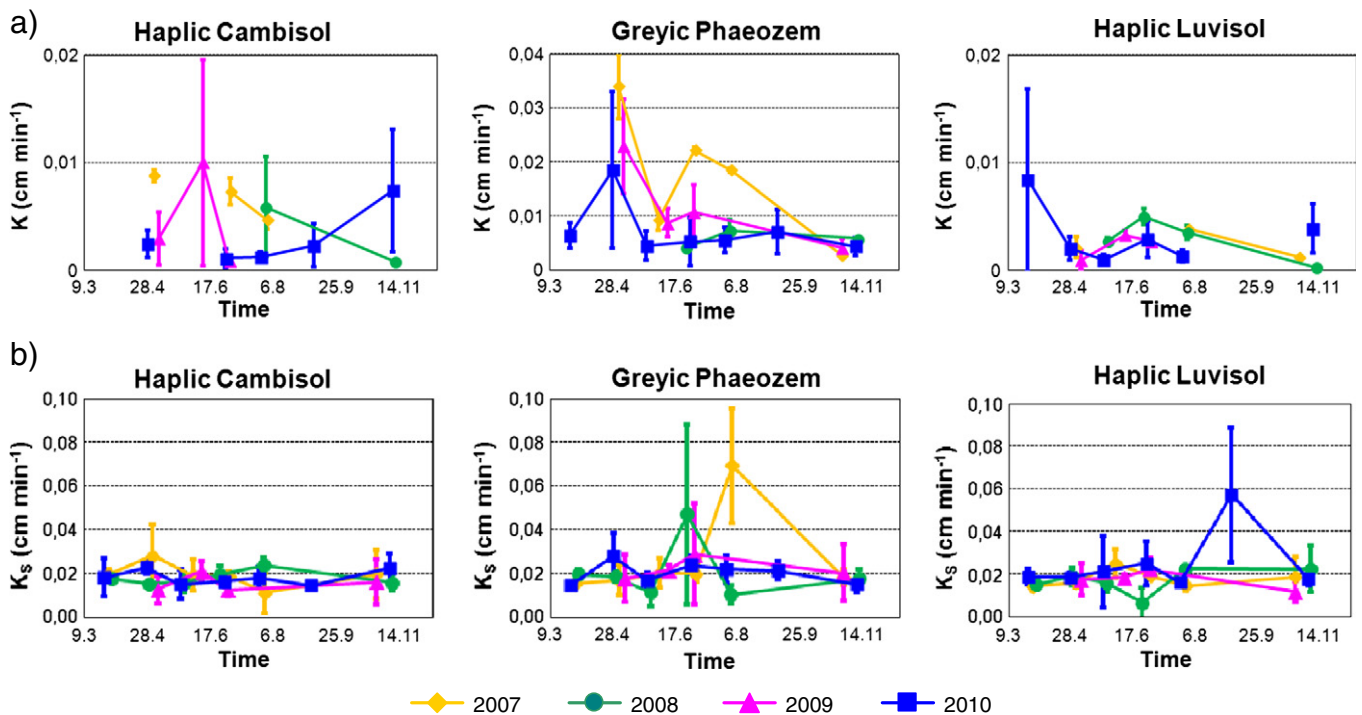 a)
Haplic Cambisol
Greyic Phaeozem
Haplic Luvisol
K (cm min⁻¹)
0,02
0,01
0
9.3 28.4 17.6 6.8 25.9 14.11
Time
K (cm min⁻¹)
0,04
0,03
0,02
0,01
0
9.3 28.4 17.6 6.8 25.9 14.11
Time
K (cm min⁻¹)
0,02
0,01
0
9.3 28.4 17.6 6.8 25.9 14.11
Time
b)
Haplic Cambisol
Greyic Phaeozem
Haplic Luvisol
K_S (cm min⁻¹)
0,10
0,08
0,06
0,04
0,02
0,00
9.3 28.4 17.6 6.8 25.9 14.11
Time
K_S (cm min⁻¹)
0,10
0,08
0,06
0,04
0,02
0,00
9.3 28.4 17.6 6.8 25.9 14.11
Time
K_S (cm min⁻¹)
0,10
0,08
0,06
0,04
0,02
0,00
9.3 28.4 17.6 6.8 25.9 14.11
Time
2007 2008 2009 2010